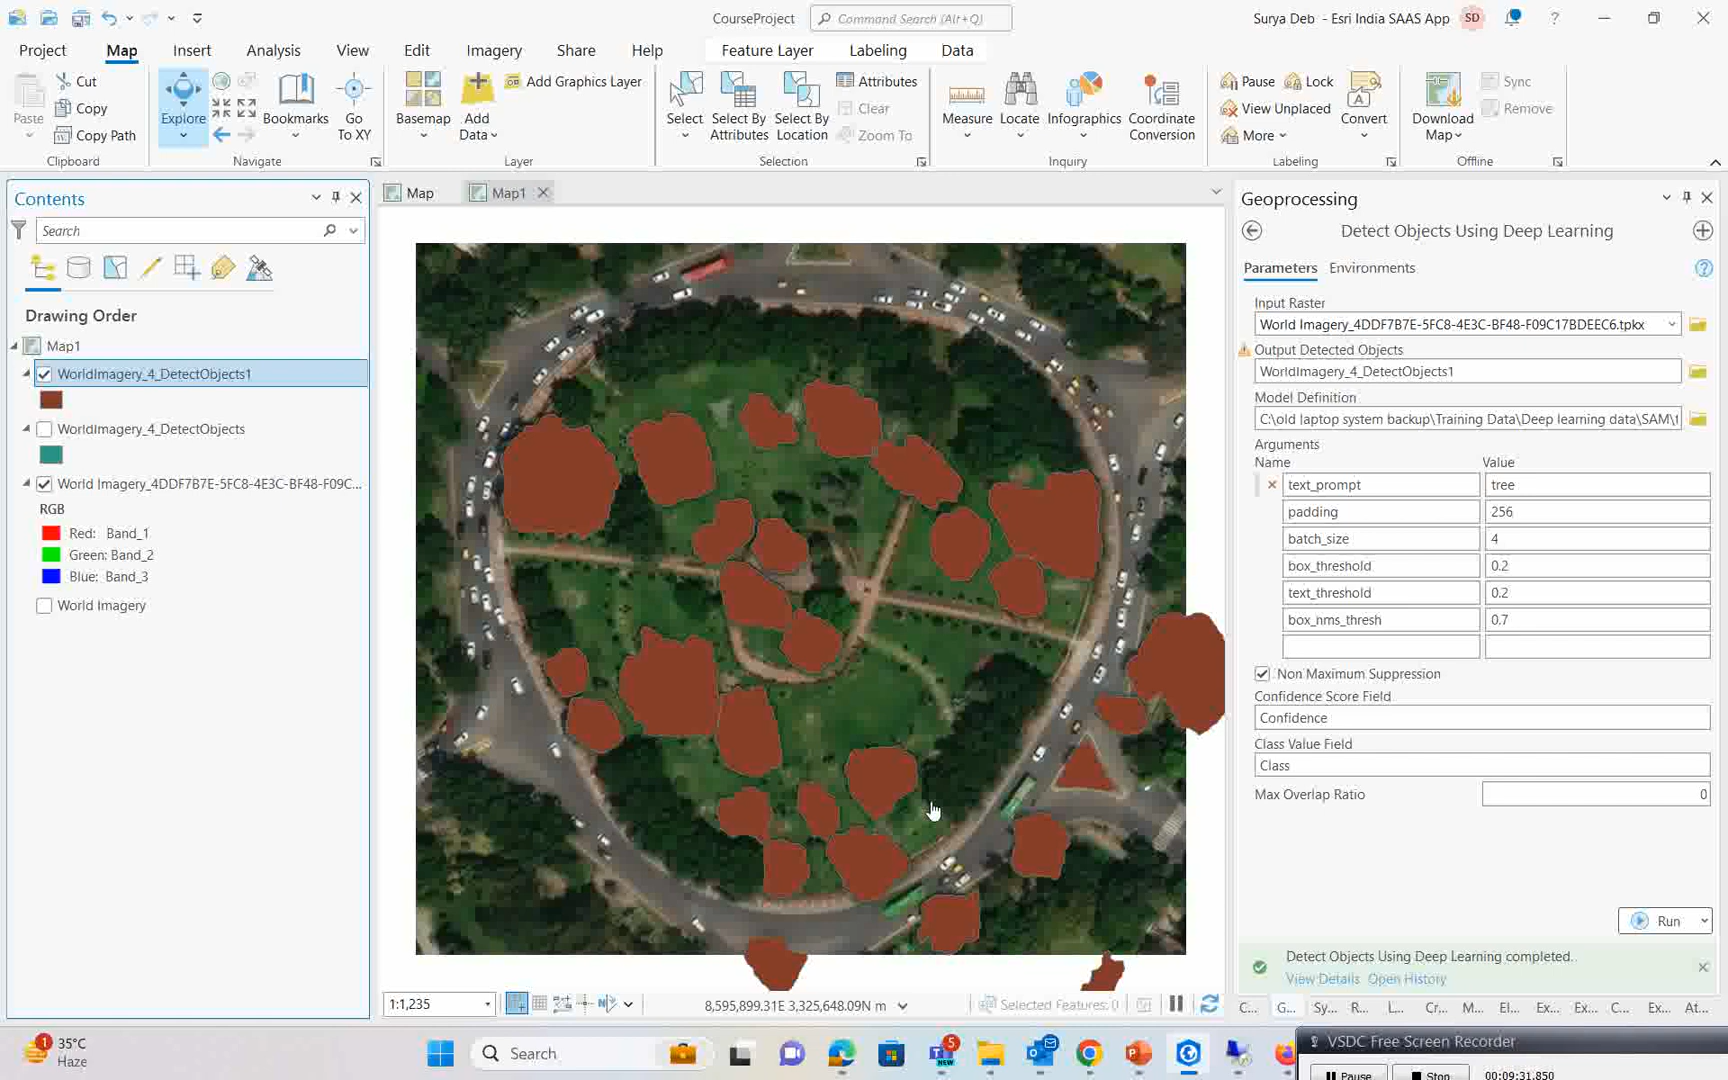 CourseProject
Command Search (Alt+Q)
Surya Deb - Esri India SAAS App
SD
Project
Map
Insert
Analysis
View
Edit
Imagery
Share
Help
Feature Layer
Labeling
Data
Paste
Cut
Copy
Copy Path
Clipboard
Explore
Bookmarks
Go To XY
Navigate
Basemap
Add Data
Add Graphics Layer
Layer
Select
Select By Attributes
Select By Location
Attributes
Clear
Zoom To
Selection
Measure
Locate
Infographics
Coordinate Conversion
Inquiry
Pause
Lock
View Unplaced
More
Convert
Labeling
Download Map
Sync
Remove
Offline
Contents
Search
Drawing Order
Map1
WorldImagery_4_DetectObjects1
WorldImagery_4_DetectObjects
World Imagery_4DDF7B7E-5FC8-4E3C-BF48-F09C...
RGB
Red: Band_1
Green: Band_2
Blue: Band_3
World Imagery
Map
Map1
1:1,235
8,595,899.31E 3,325,648.09N m
Selected Features: 0
Geoprocessing
Detect Objects Using Deep Learning
Parameters
Environments
Input Raster
World Imagery_4DDF7B7E-5FC8-4E3C-BF48-F09C17BDEEC6.tpkx
Output Detected Objects
WorldImagery_4_DetectObjects1
Model Definition
C:\old laptop system backup\Training Data\Deep learning data\SAM\t
Arguments
Name Value
text_prompt tree
padding 256
batch_size 4
box_threshold 0.2
text_threshold 0.2
box_nms_thresh 0.7
Non Maximum Suppression
Confidence Score Field
Confidence
Class Value Field
Class
Max Overlap Ratio 0
Run
Detect Objects Using Deep Learning completed.
View Details Open History
C... G... Sy... R... L... Cr... M... El... Ex... Ex... C... Ex... At...
1
35°C
Haze
Search
5
NEW
VSDC Free Screen Recorder
Pause
Stop
00:09:31.850